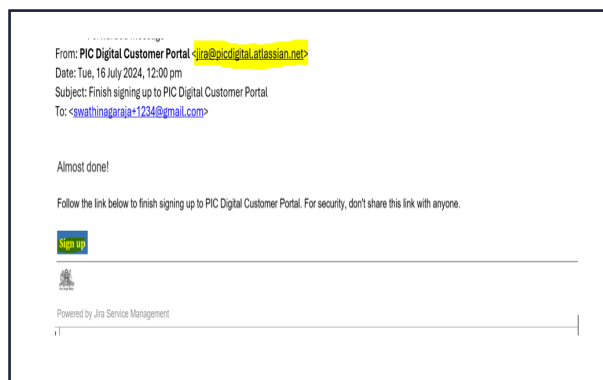 Forwarded message
From: PIC Digital Customer Portal <jira@picdigital.atlassian.net>
Date: Tue, 16 July 2024, 12:00 pm
Subject: Finish signing up to PIC Digital Customer Portal
To: <swathinagaraja+1234@gmail.com>
Almost done!
Follow the link below to finish signing up to PIC Digital Customer Portal. For security, don't share this link with anyone.
Sign up
Powered by Jira Service Management